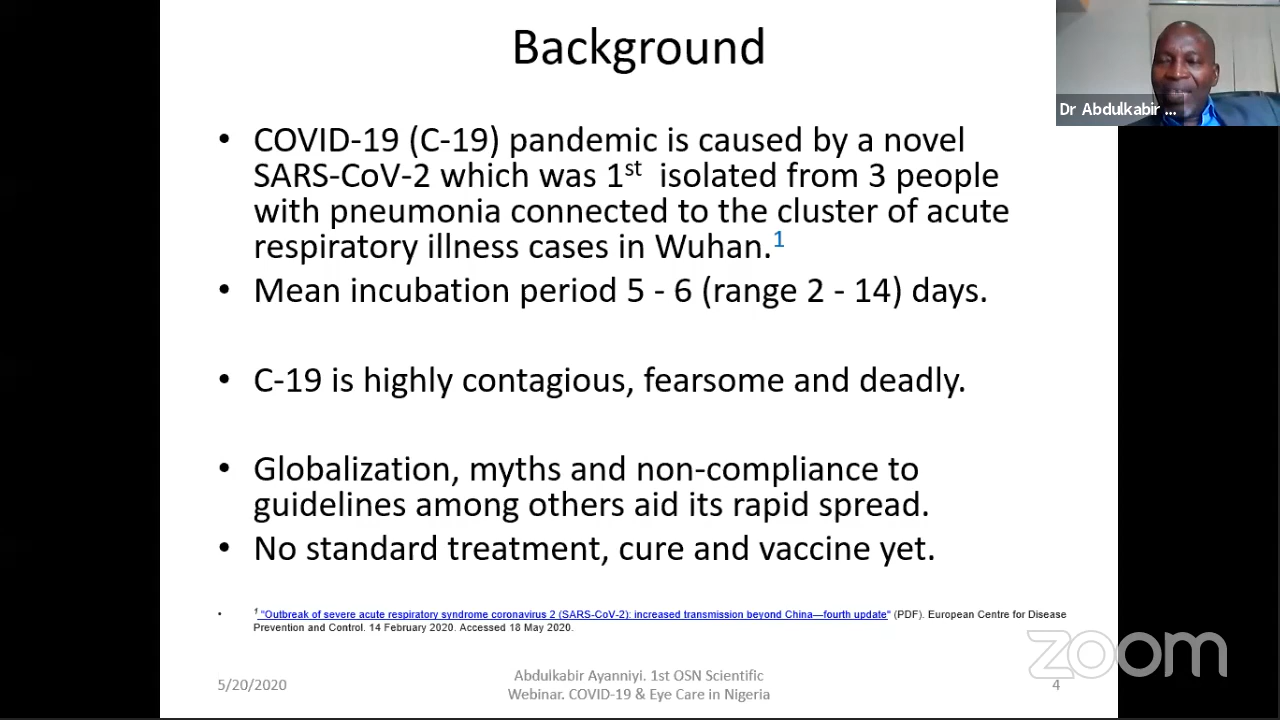 Background
Dr Abdulkabir ...
• COVID-19 (C-19) pandemic is caused by a novel
SARS-CoV-2 which was 1st isolated from 3 people
with pneumonia connected to the cluster of acute
respiratory illness cases in Wuhan.1
• Mean incubation period 5 - 6 (range 2 - 14) days.
• C-19 is highly contagious, fearsome and deadly.
• Globalization, myths and non-compliance to
guidelines among others aid its rapid spread.
• No standard treatment, cure and vaccine yet.
• 1 "Outbreak of severe acute respiratory syndrome coronavirus 2 (SARS-CoV-2): increased transmission beyond China—fourth update" (PDF). European Centre for Disease
Prevention and Control. 14 February 2020. Accessed 18 May 2020.
zoom
5/20/2020
Abdulkabir Ayanniyi. 1st OSN Scientific
Webinar. COVID-19 & Eye Care in Nigeria
4